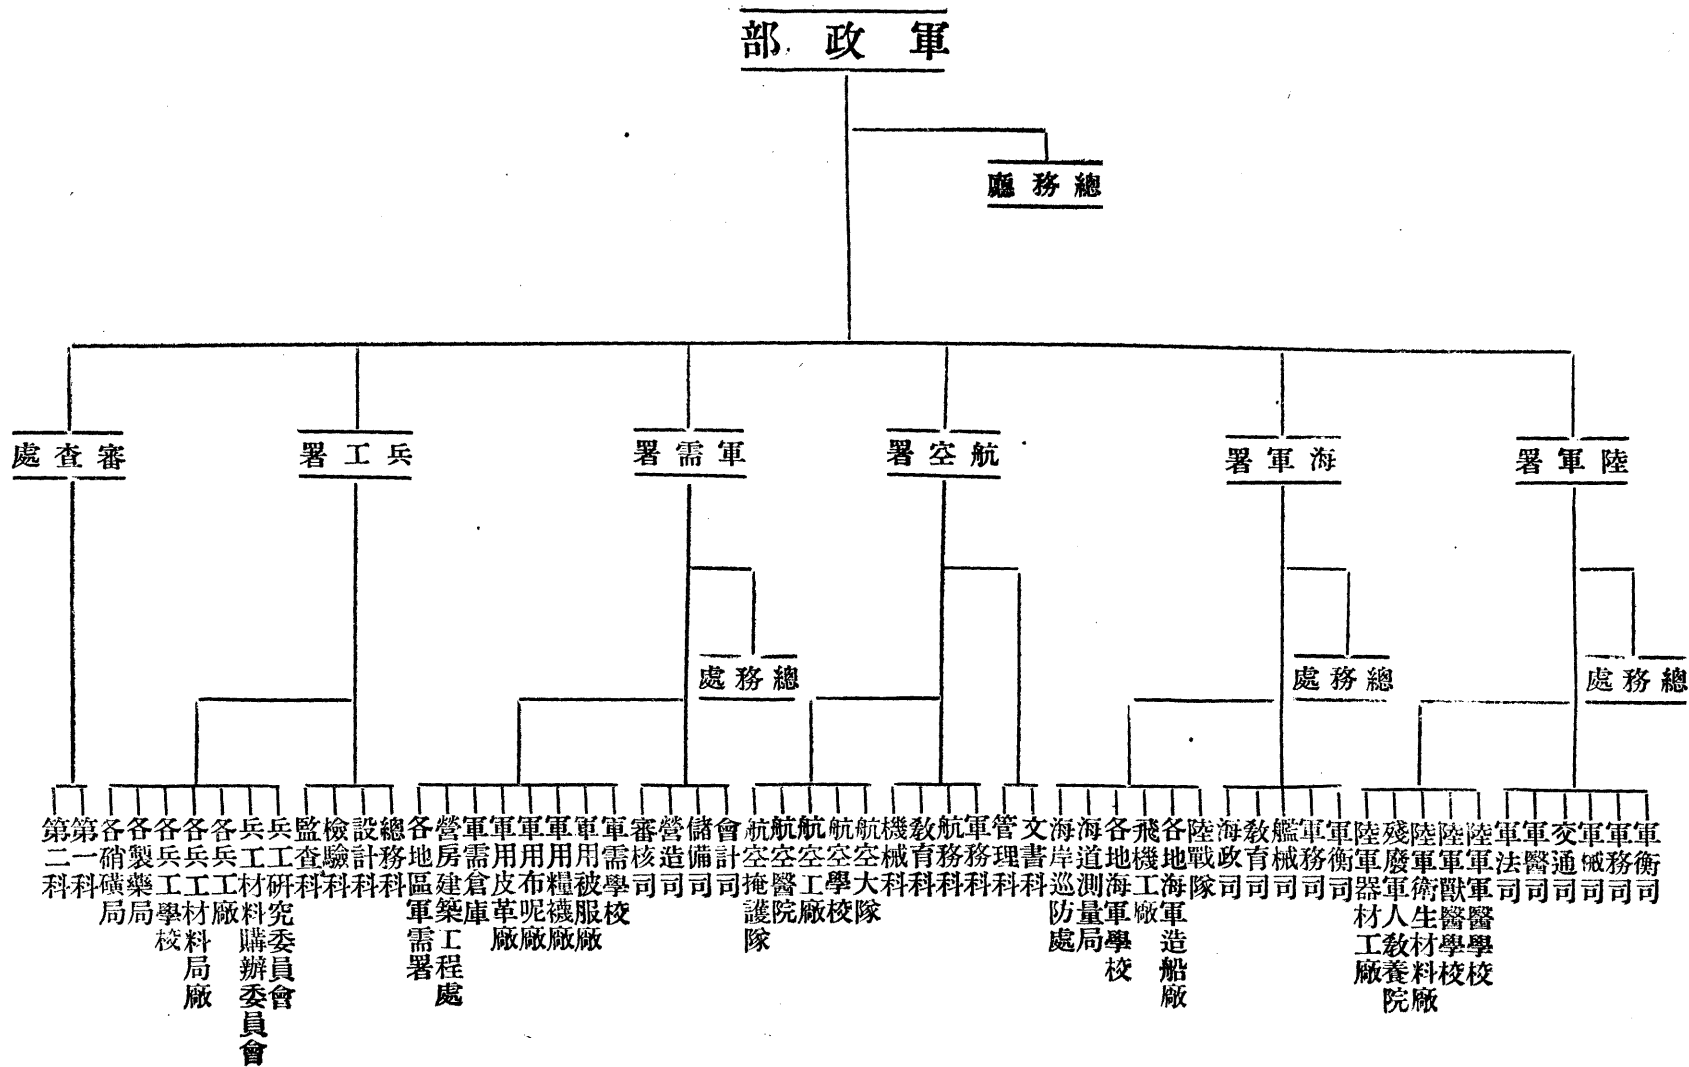 軍政部
總務廳
陸軍署
海軍署
航空署
軍需署
兵工署
審查處
總務處
總務處
總務處
軍衡司
軍務司
軍械司
交通司
軍醫司
軍法司
陸軍軍醫學校
陸軍獸醫學校
陸軍衛生材料廠
殘廢軍人教養院
陸軍器材工廠
軍衡司
軍務司
艦械司
教育司
海政司
陸戰隊
各地海軍造船廠
飛機工廠
各地海軍學校
海道測量局
海岸巡防處
文書科
管理科
軍務科
航務科
教育科
機械科
航空大隊
航空學校
航空工廠
航空醫院
航空掩護隊
會計司
儲備司
營造司
審核司
軍需學校
軍用被服廠
軍用糧襪廠
軍用布呢廠
軍用皮革廠
軍需倉庫
營房建築工程處
各地區軍需署
總務科
設計科
檢驗科
監查科
兵工研究委員會
兵工材料購辦委員會
各兵工廠
各兵工材料局廠
各兵工學校
各製藥局
各硝磺局
第一科
第二科